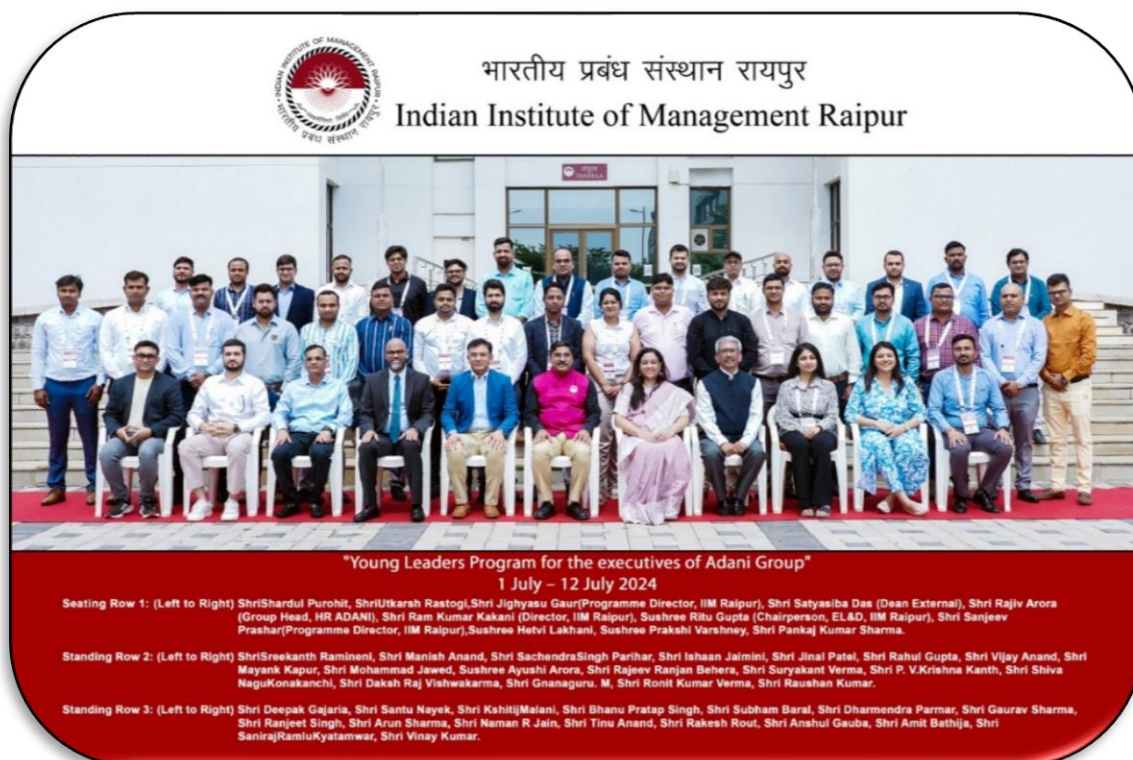 INDIAN INSTITUTE OF MANAGEMENT RAIPUR
भारतीय प्रबंध संस्थान रायपुर
भारतीय प्रबंध संस्थान रायपुर
Indian Institute of Management Raipur
"Young Leaders Program for the executives of Adani Group"
1 July – 12 July 2024
Seating Row 1: (Left to Right) ShriShardul Purohit, ShriUtkarsh Rastogi,Shri Jighyasu Gaur(Programme Director, IIM Raipur), Shri Satyasiba Das (Dean External), Shri Rajiv Arora
(Group Head, HR ADANI), Shri Ram Kumar Kakani (Director, IIM Raipur), Sushree Ritu Gupta (Chairperson, EL&D, IIM Raipur), Shri Sanjeev
Prashar(Programme Director, IIM Raipur),Sushree Hetvi Lakhani, Sushree Prakshi Varshney, Shri Pankaj Kumar Sharma.
Standing Row 2: (Left to Right) ShriSreekanth Ramineni, Shri Manish Anand, Shri SachendraSingh Parihar, Shri Ishaan Jaimini, Shri Jinal Patel, Shri Rahul Gupta, Shri Vijay Anand, Shri
Mayank Kapur, Shri Mohammad Jawed, Sushree Ayushi Arora, Shri Rajeev Ranjan Behera, Shri Suryakant Verma, Shri P. V.Krishna Kanth, Shri Shiva
NaguKonakanchi, Shri Daksh Raj Vishwakarma, Shri Gnanaguru. M, Shri Ronit Kumar Verma, Shri Raushan Kumar.
Standing Row 3: (Left to Right) Shri Deepak Gajaria, Shri Santu Nayek, Shri KshitijMalani, Shri Bhanu Pratap Singh, Shri Subham Baral, Shri Dharmendra Parmar, Shri Gaurav Sharma,
Shri Ranjeet Singh, Shri Arun Sharma, Shri Naman R Jain, Shri Tinu Anand, Shri Rakesh Rout, Shri Anshul Gauba, Shri Amit Bathija, Shri
SanirajRamluKyatamwar, Shri Vinay Kumar.